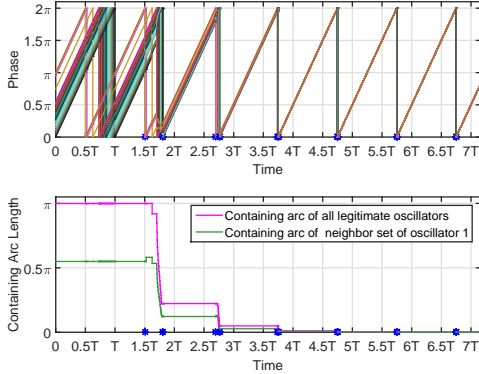 2π
1.5π
π
0.5π
0
Phase
0 0.5T T 1.5T 2T 2.5T 3T 3.5T 4T 4.5T 5T 5.5T 6T 6.5T 7T
Time
π
0.5π
0
Containing Arc Length
Containing arc of all legitimate oscillators
Containing arc of neighbor set of oscillator 1
0 0.5T T 1.5T 2T 2.5T 3T 3.5T 4T 4.5T 5T 5.5T 6T 6.5T 7T
Time